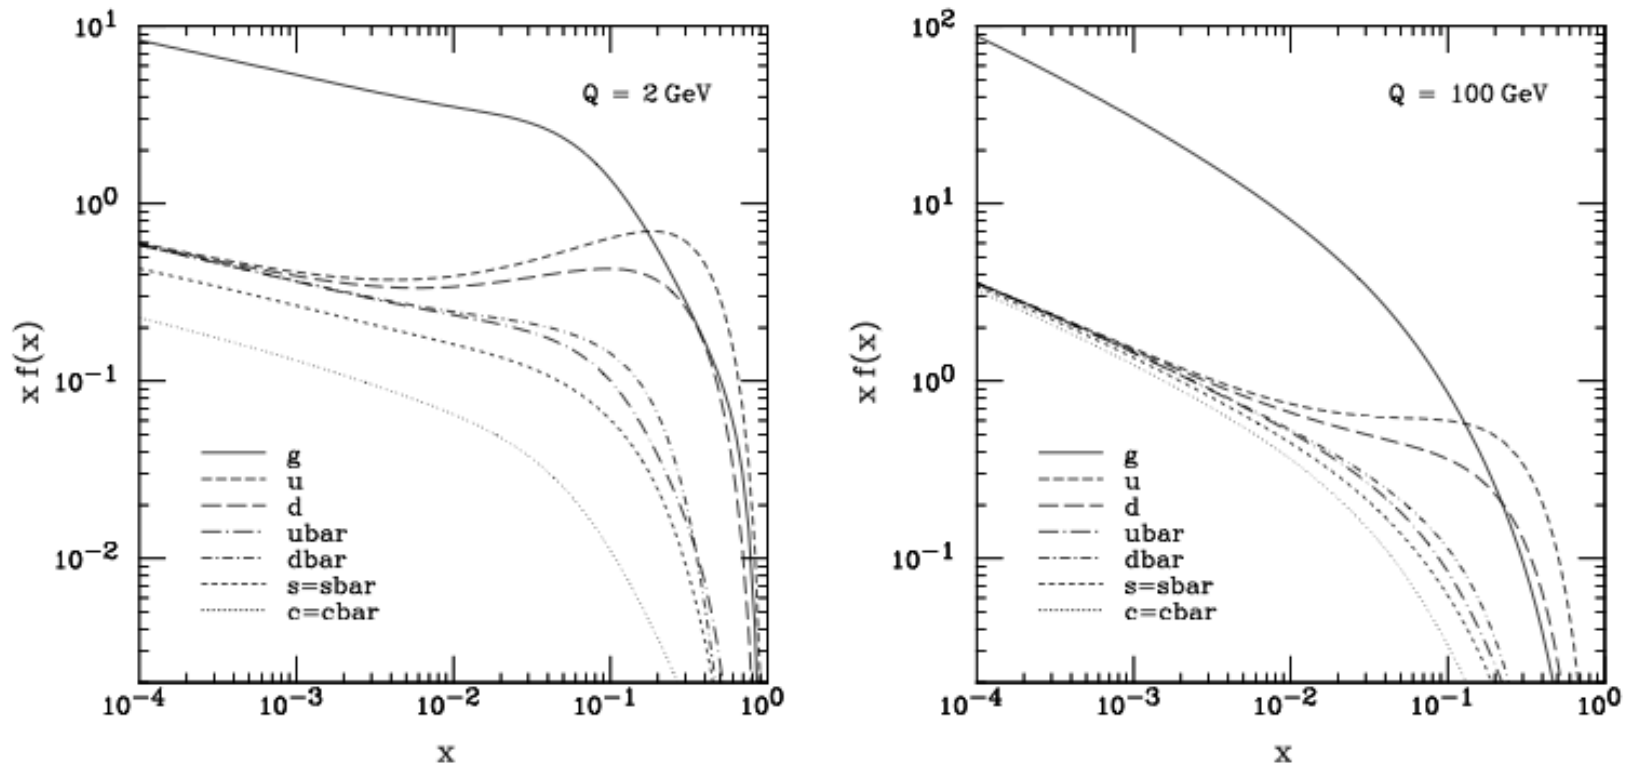 10^1
Q = 2 GeV
10^0
x f(x)
10^-1
g
u
d
ubar
dbar
s=sbar
c=cbar
10^-2
10^-4 10^-3 10^-2 10^-1 10^0
x
10^2
Q = 100 GeV
10^1
x f(x)
10^0
g
u
d
ubar
dbar
s=sbar
c=cbar
10^-1
10^-4 10^-3 10^-2 10^-1 10^0
x